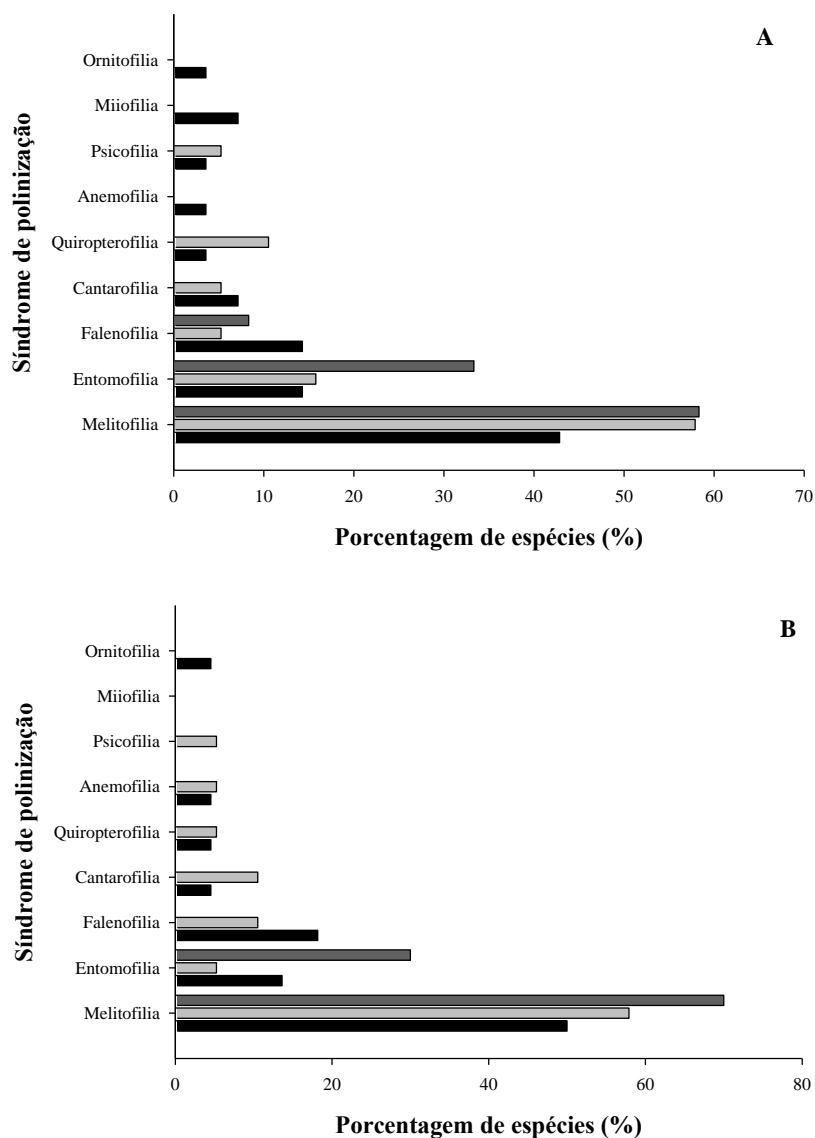 A
Síndrome de polinização
Ornitofilia
Miiofilia
Psicofilia
Anemofilia
Quiropterofilia
Cantarofilia
Falenofilia
Entomofilia
Melitofilia
0 10 20 30 40 50 60 70
Porcentagem de espécies (%)
B
Síndrome de polinização
Ornitofilia
Miiofilia
Psicofilia
Anemofilia
Quiropterofilia
Cantarofilia
Falenofilia
Entomofilia
Melitofilia
0 20 40 60 80
Porcentagem de espécies (%)